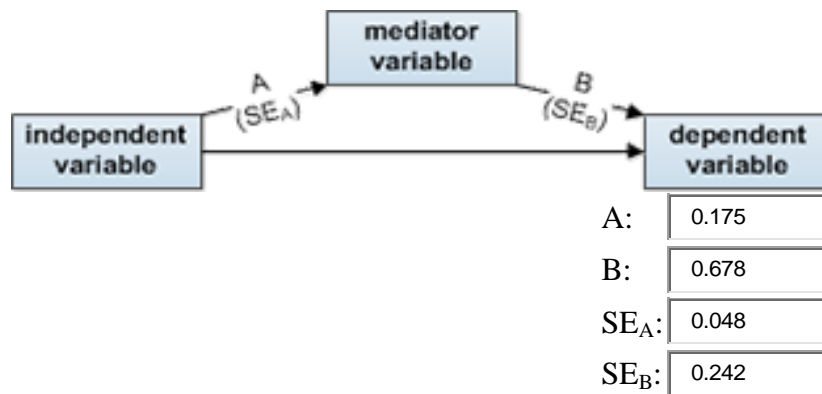 mediator
variable
A
(SEA)
B
(SEB)
independent
variable
dependent
variable
A: 0.175
B: 0.678
SEA: 0.048
SEB: 0.242